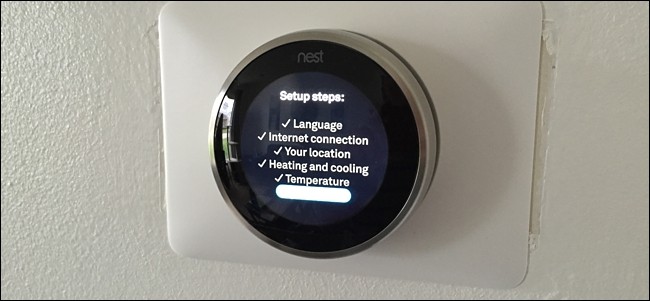 nest
Setup steps:
✓ Language
✓ Internet connection
✓ Your location
✓ Heating and cooling
✓ Temperature